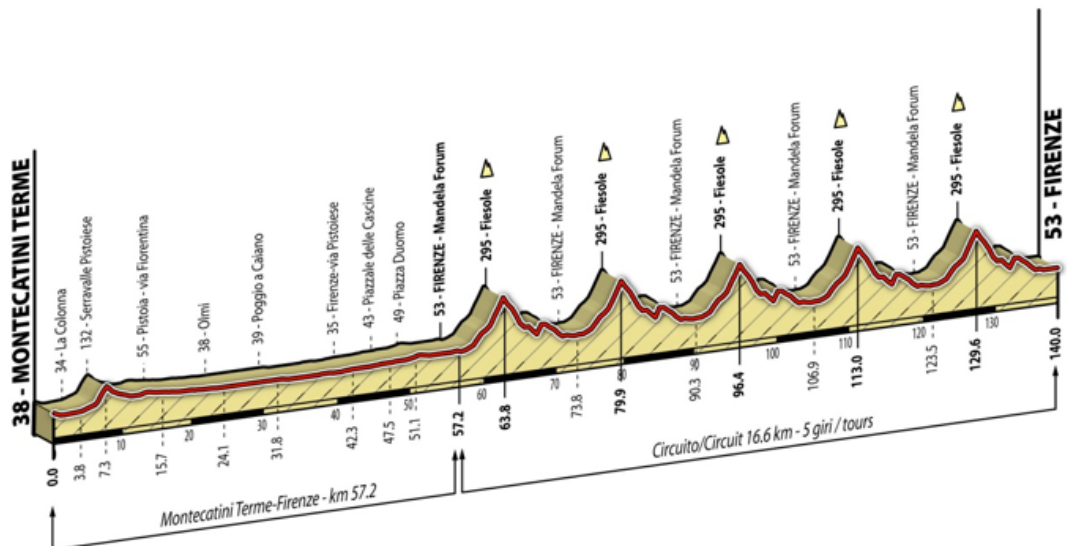 38 - MONTECATINI TERME
34 - La Colonna
132 - Serravalle Pistoiese
55 - Pistoia - via Fiorentina
38 - Olmi
39 - Poggio a Caiano
35 - Firenze-via Pistoiese
43 - Piazzale delle Cascine
49 - Piazza Duomo
53 - FIRENZE - Mandela Forum
295 - Fiesole
53 - FIRENZE - Mandela Forum
295 - Fiesole
53 - FIRENZE - Mandela Forum
295 - Fiesole
53 - FIRENZE - Mandela Forum
295 - Fiesole
53 - FIRENZE - Mandela Forum
295 - Fiesole
53 - FIRENZE
10
20
30
40
50
60
70
80
90
100
110
120
130
0.0
3.8
7.3
15.7
24.1
31.8
42.3
47.5
51.1
57.2
63.8
73.8
79.9
90.3
96.4
106.9
113.0
123.5
129.6
140.0
Montecatini Terme-Firenze - km 57.2
Circuito/Circuit 16.6 km - 5 giri / tours